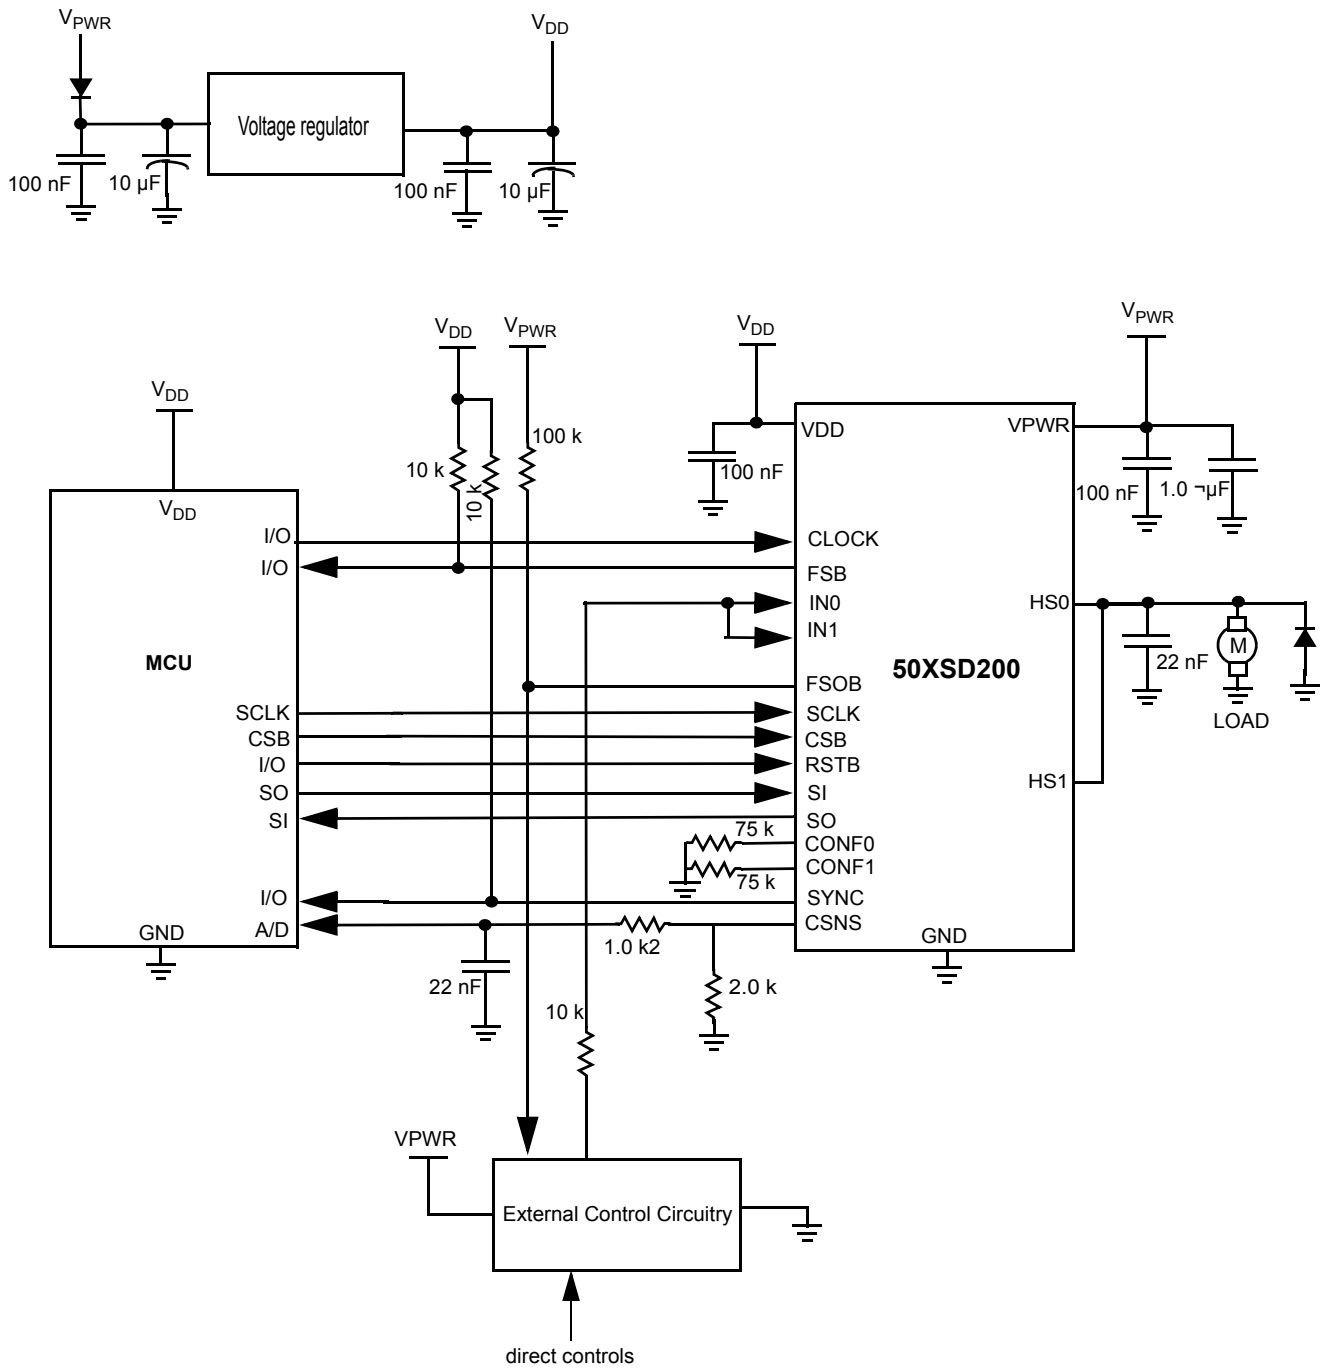 VPWR
VDD
Voltage regulator
100 nF
10 µF
100 nF
10 µF
VDD
VPWR
VDD
VPWR
VDD
100 k
10 k
10 k
VDD
I/O
I/O
MCU
SCLK
CSB
I/O
SO
SI
I/O
A/D
GND
100 nF
VDD
VPWR
CLOCK
FSB
IN0
IN1
50XSD200
FSOB
SCLK
CSB
RSTB
SI
SO
CONF0
CONF1
SYNC
CSNS
GND
HS0
HS1
100 nF
1.0 ¬µF
22 nF
M
LOAD
75 k
75 k
1.0 k2
22 nF
2.0 k
10 k
VPWR
External Control Circuitry
direct controls